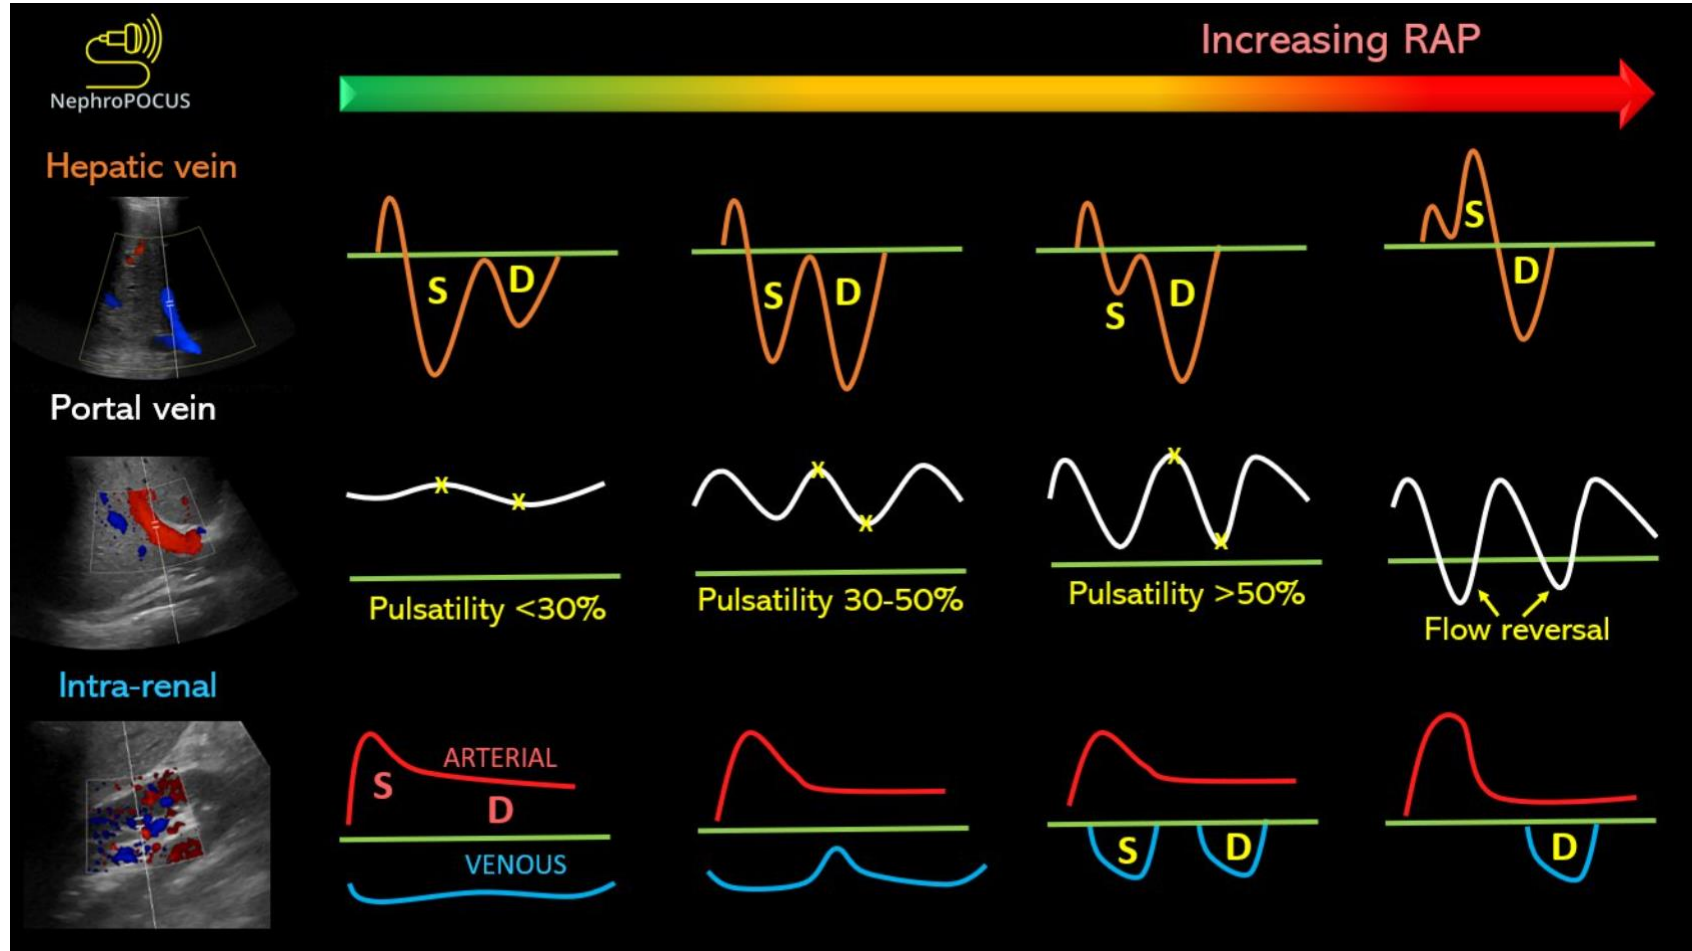 Increasing RAP
NephroPOCUS
Hepatic vein
S D
S D
S D
S D
Portal vein
x x
x x
x x
Pulsatility <30%
Pulsatility 30-50%
Pulsatility >50%
Flow reversal
Intra-renal
ARTERIAL
S D
VENOUS
S D
D